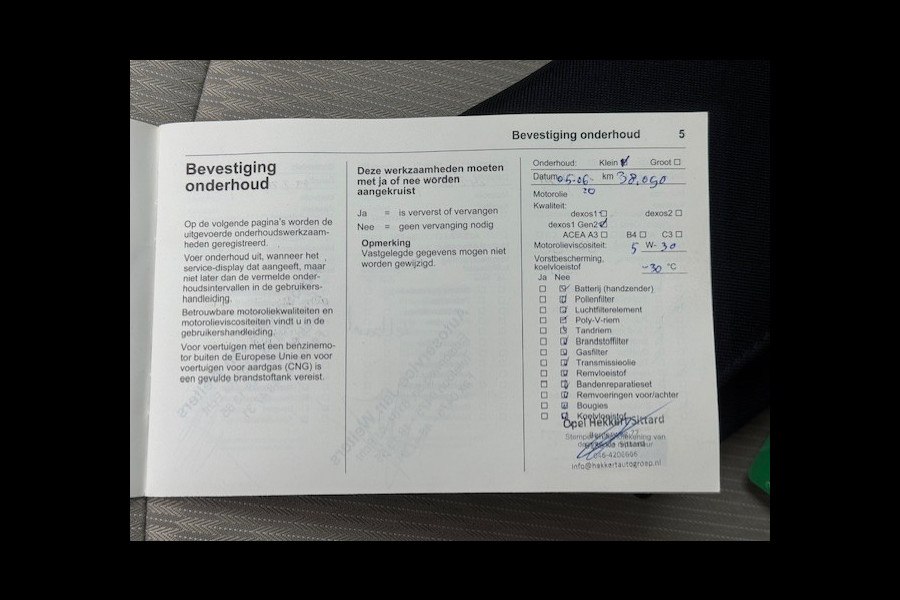 Bevestiging onderhoud 5
Bevestiging
onderhoud
Op de volgende pagina's worden de
uitgevoerde onderhoudswerkzaam-
heden geregistreerd.
Voer onderhoud uit, wanneer het
service-display dat aangeeft, maar
niet later dan de vermelde onder-
houdsintervallen in de gebruikers-
handleiding.
Betrouwbare motoroliekwaliteiten en
motorolieviscositeiten vindt u in de
gebruikershandleiding.
Voor voertuigen met een benzinemo-
tor buiten de Europese Unie en voor
voertuigen voor aardgas (CNG) is
een gevulde brandstoftank vereist.
Deze werkzaamheden moeten
met ja of nee worden
aangekruist
Ja = is ververst of vervangen
Nee = geen vervanging nodig
Opmerking
Vastgelegde gegevens mogen niet
worden gewijzigd.
Onderhoud: Klein Groot
Datum 05-06- km 38.050
20
Motorolie
Kwaliteit:
dexos1 dexos2
dexos1 Gen2
ACEA A3 B4 C3
Motorolieviscositeit: 5 W- 30
Vorstbescherming,
koelvloeistof -30 °C
Ja Nee
Batterij (handzender)
Pollenfilter
Luchtfilterelement
Poly-V-riem
Tandriem
Brandstoffilter
Gasfilter
Transmissieolie
Remvloeistof
Bandenreparatieset
Remvoeringen voor/achter
Bougies
Koelvloeistof
Opel Hekkert Sittard
Sittard
info@hekkertautogroep.nl